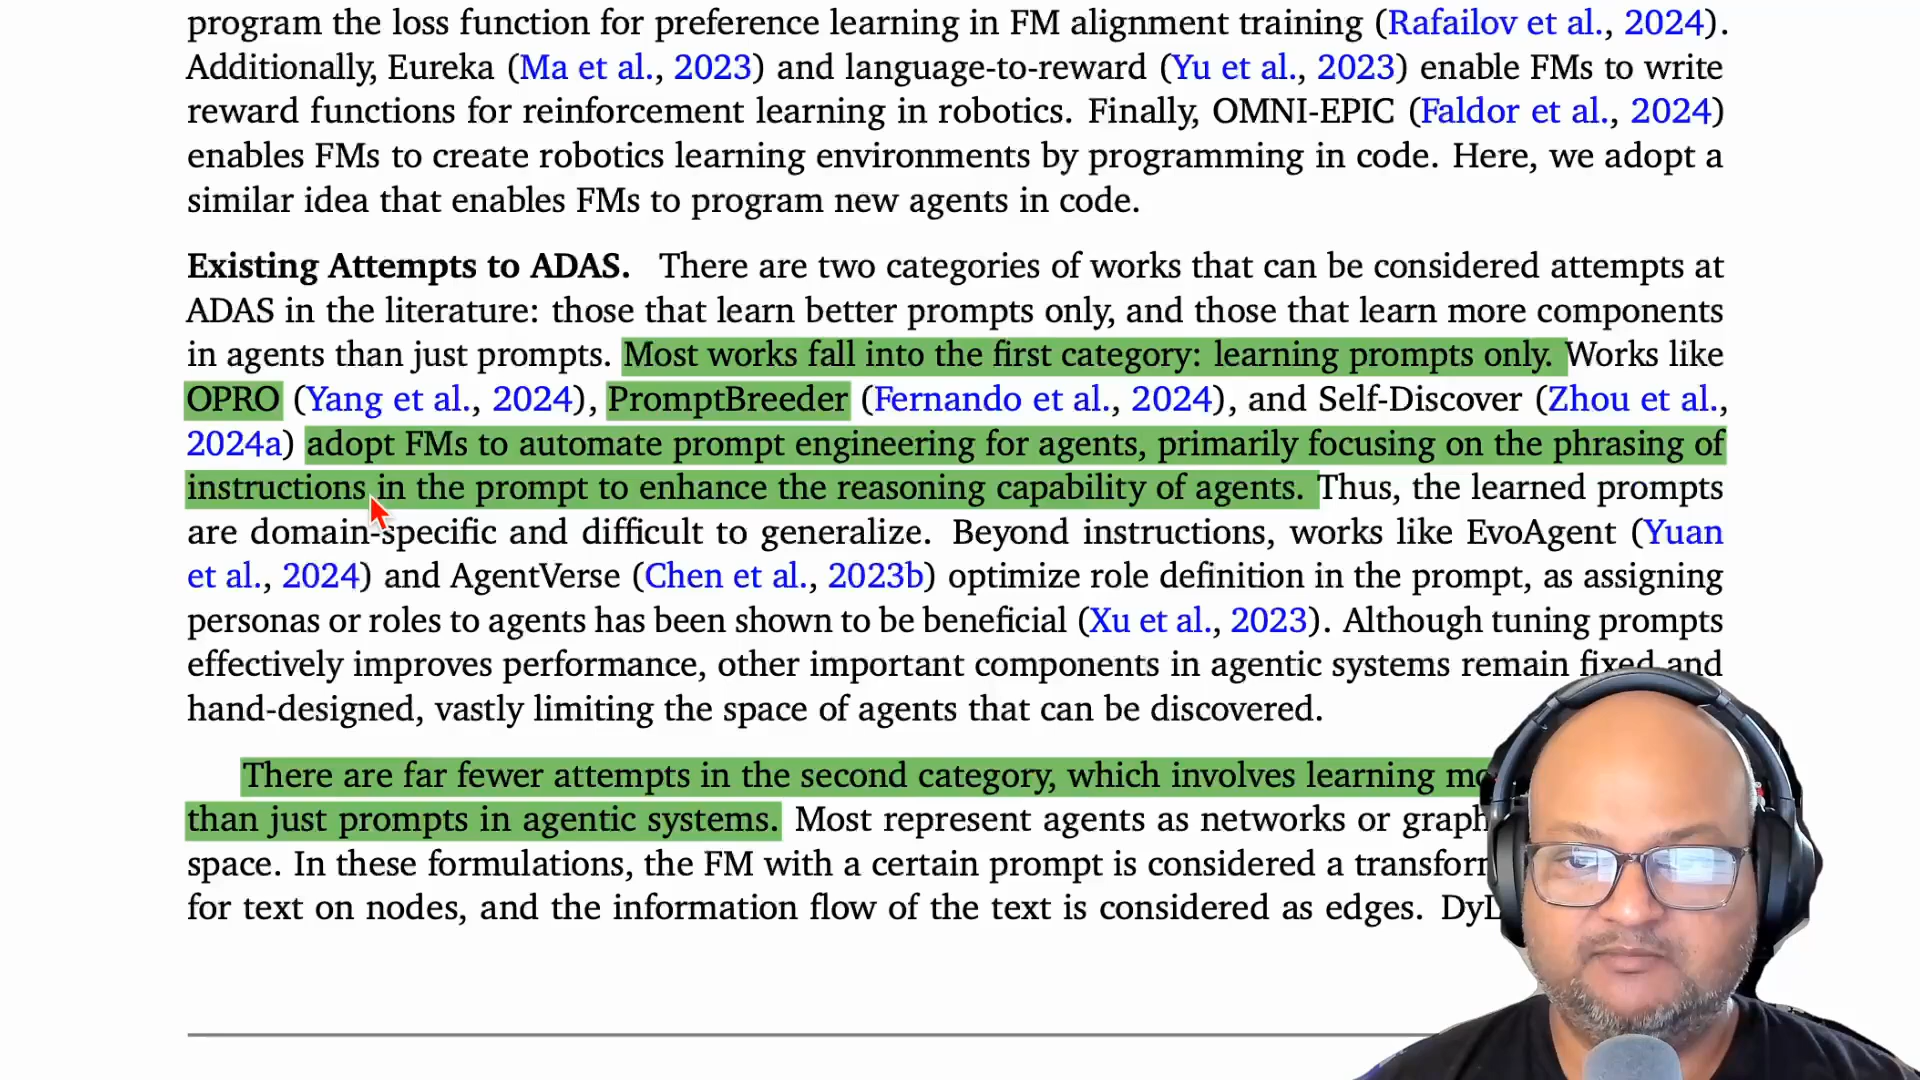 program the loss function for preference learning in FM alignment training (Rafailov et al., 2024).
Additionally, Eureka (Ma et al., 2023) and language-to-reward (Yu et al., 2023) enable FMs to write
reward functions for reinforcement learning in robotics. Finally, OMNI-EPIC (Faldor et al., 2024)
enables FMs to create robotics learning environments by programming in code. Here, we adopt a
similar idea that enables FMs to program new agents in code.
Existing Attempts to ADAS. There are two categories of works that can be considered attempts at
ADAS in the literature: those that learn better prompts only, and those that learn more components
in agents than just prompts. Most works fall into the first category: learning prompts only. Works like
OPRO (Yang et al., 2024), PromptBreeder (Fernando et al., 2024), and Self-Discover (Zhou et al.,
2024a) adopt FMs to automate prompt engineering for agents, primarily focusing on the phrasing of
instructions in the prompt to enhance the reasoning capability of agents. Thus, the learned prompts
are domain-specific and difficult to generalize. Beyond instructions, works like EvoAgent (Yuan
et al., 2024) and AgentVerse (Chen et al., 2023b) optimize role definition in the prompt, as assigning
personas or roles to agents has been shown to be beneficial (Xu et al., 2023). Although tuning prompts
effectively improves performance, other important components in agentic systems remain fixed and
hand-designed, vastly limiting the space of agents that can be discovered.
There are far fewer attempts in the second category, which involves learning
than just prompts in agentic systems. Most represent agents as networks or
space. In these formulations, the FM with a certain prompt is considered a
for text on nodes, and the information flow of the text is considered as edges.